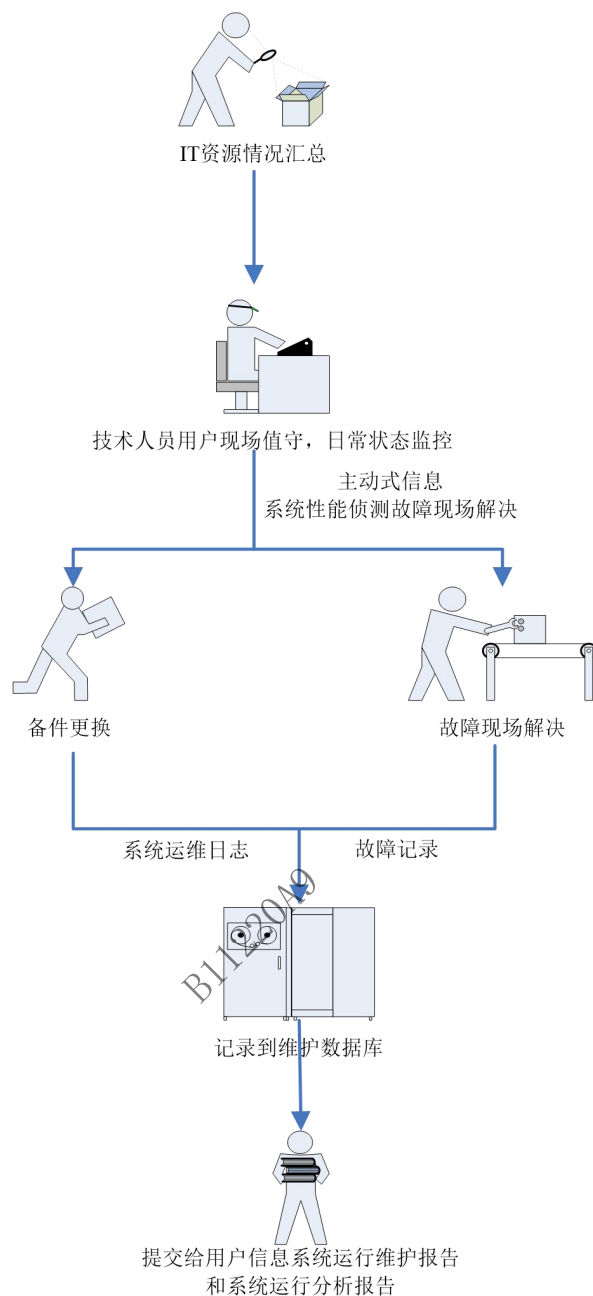 IT资源情况汇总
技术人员用户现场值守，日常状态监控
主动式信息
系统性能侦测故障现场解决
备件更换
故障现场解决
系统运维日志
故障记录
B11220A9
记录到维护数据库
提交给用户信息系统运行维护报告
和系统运行分析报告